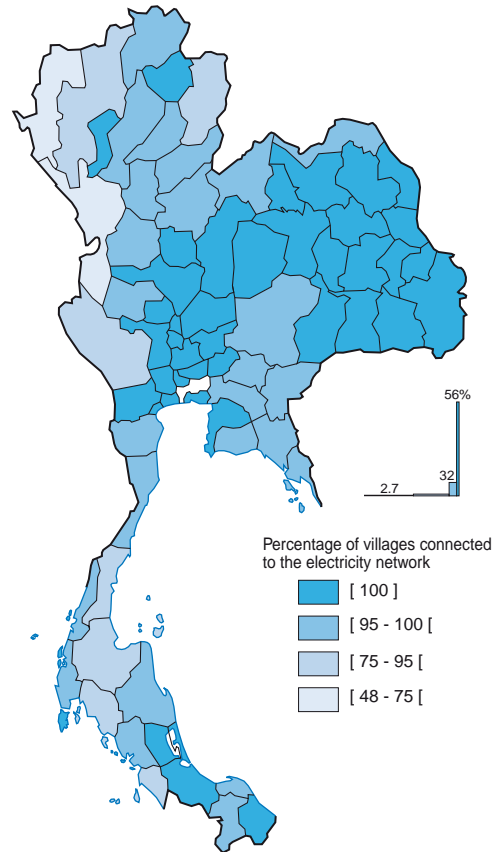 56%
32
2.7
Percentage of villages connected
to the electricity network
[ 100 ]
[ 95 - 100 [
[ 75 - 95 [
[ 48 - 75 [